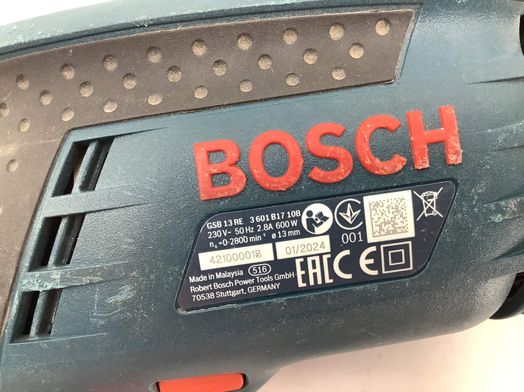 BOSCH
GSB 13 RE 3 601 B17 10B
230 V~ 50 Hz 2.8A 600 W
n₀=0-2800 min⁻¹ ø 13 mm
421000018 01/2024 001
Made in Malaysia 516
Robert Bosch Power Tools GmbH
70538 Stuttgart, GERMANY
EAC CE